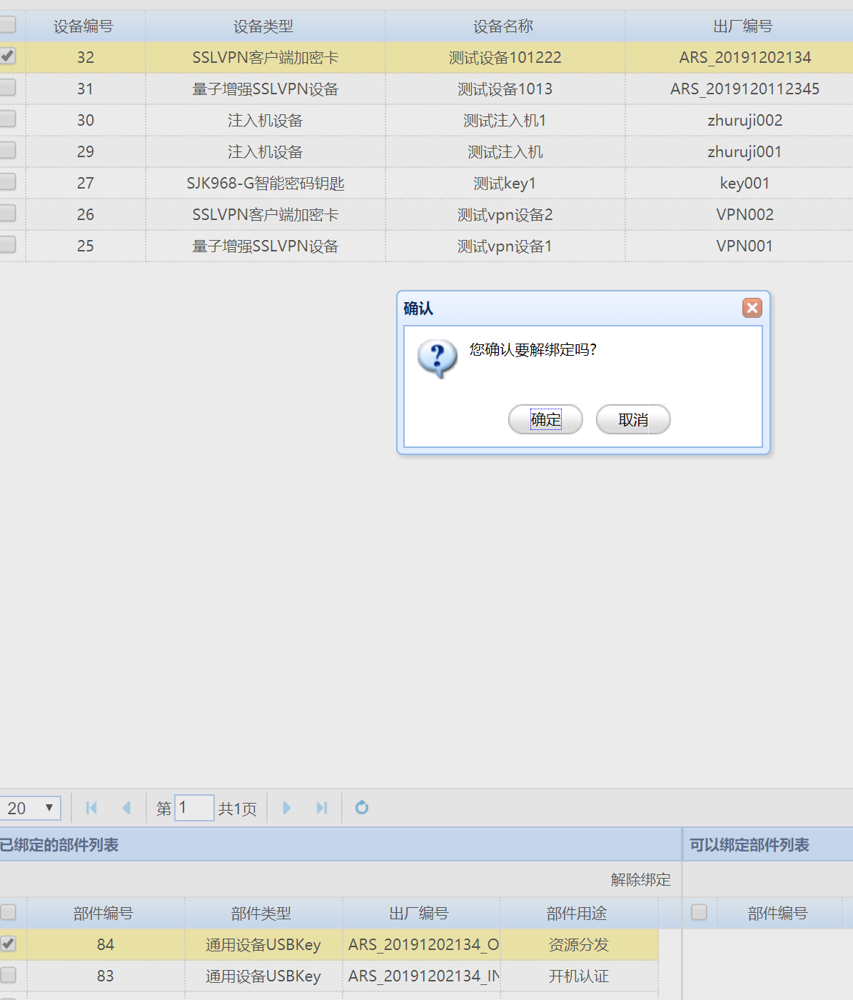 设备编号 设备类型 设备名称 出厂编号
32 SSLVPN客户端加密卡 测试设备101222 ARS_20191202134
31 量子增强SSLVPN设备 测试设备1013 ARS_2019120112345
30 注入机设备 测试注入机1 zhuruji002
29 注入机设备 测试注入机 zhuruji001
27 SJK968-G智能密码钥匙 测试key1 key001
26 SSLVPN客户端加密卡 测试vpn设备2 VPN002
25 量子增强SSLVPN设备 测试vpn设备1 VPN001
确认
您确认要解绑定吗?
确定 取消
20 第 1 共1页
已绑定的部件列表 可以绑定部件列表
解除绑定
部件编号 部件类型 出厂编号 部件用途 部件编号
84 通用设备USBKey ARS_20191202134_O 资源分发
83 通用设备USBKey ARS_20191202134_IN 开机认证